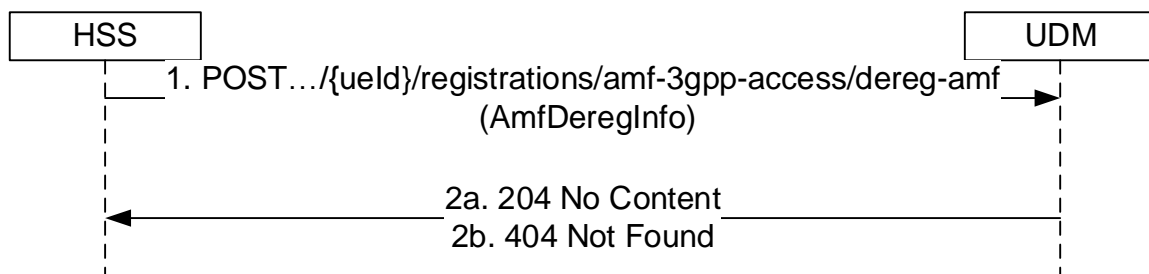 HSS
UDM
1. POST…/{ueId}/registrations/amf-3gpp-access/dereg-amf
(AmfDeregInfo)
2a. 204 No Content
2b. 404 Not Found